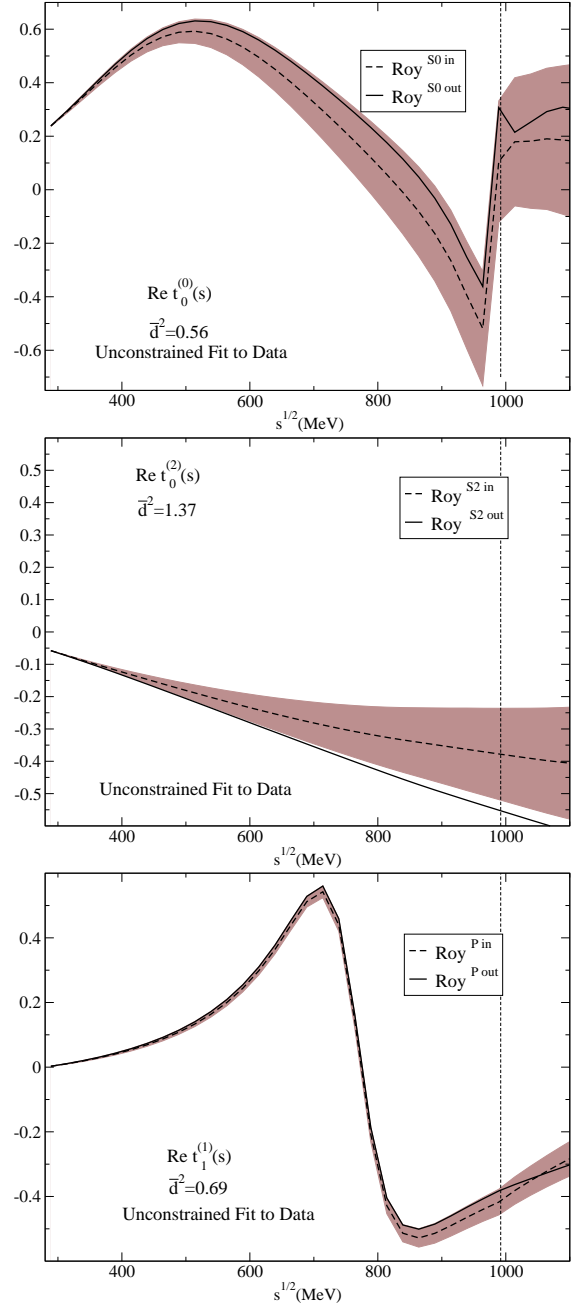 0.6
0.4
0.2
0
-0.2
-0.4
-0.6
Roy S0 in
Roy S0 out
Re t_0^(0)(s)
d̅^2=0.56
Unconstrained Fit to Data
400 600 800 1000
s^1/2(MeV)
0.5
0.4
0.3
0.2
0.1
0
-0.1
-0.2
-0.3
-0.4
-0.5
Re t_0^(2)(s)
d̅^2=1.37
Roy S2 in
Roy S2 out
Unconstrained Fit to Data
400 600 800 1000
s^1/2(MeV)
0.4
0.2
0
-0.2
-0.4
Roy P in
Roy P out
Re t_1^(1)(s)
d̅^2=0.69
Unconstrained Fit to Data
400 600 800 1000
s^1/2(MeV)